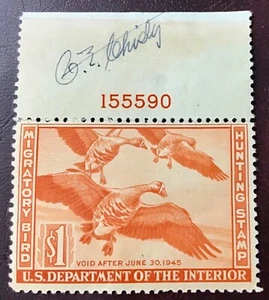 155590
MIGRATORY BIRD
HUNTING STAMP
$1
VOID AFTER JUNE 30, 1945
U.S. DEPARTMENT OF THE INTERIOR